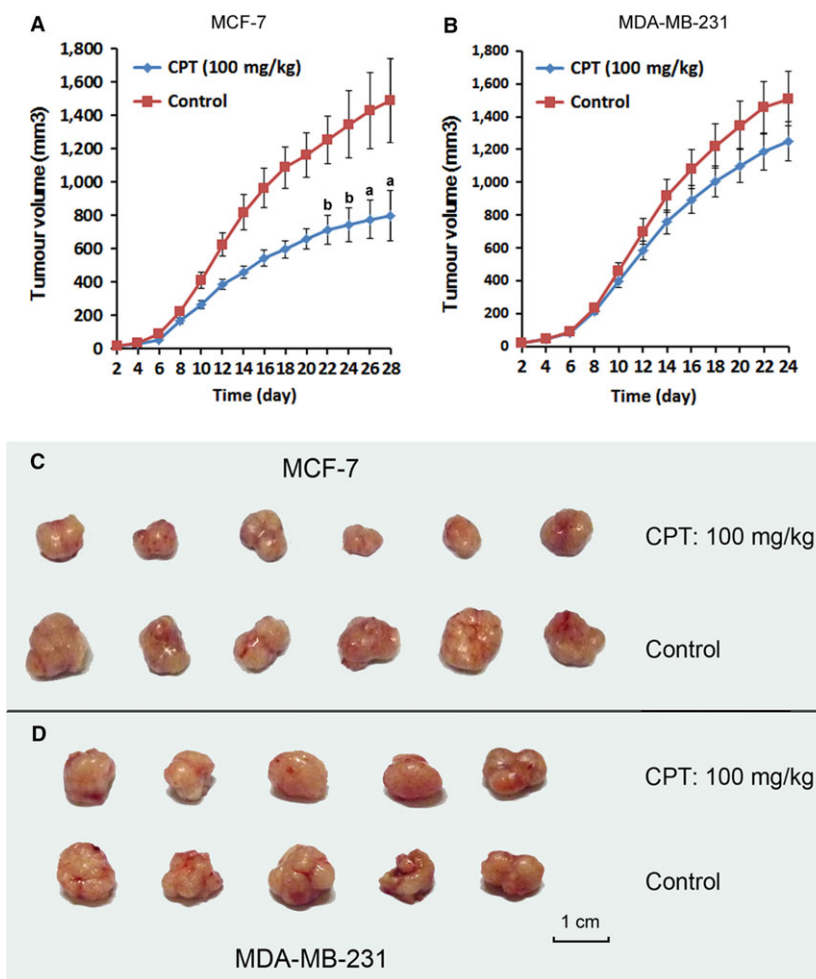 A
MCF-7
Tumour volume (mm3)
1,800
1,600
1,400
1,200
1,000
800
600
400
200
0
CPT (100 mg/kg)
Control
b b a a
2 4 6 8 10 12 14 16 18 20 22 24 26 28
Time (day)
B
MDA-MB-231
Tumour volume (mm3)
1,800
1,600
1,400
1,200
1,000
800
600
400
200
0
CPT (100 mg/kg)
Control
2 4 6 8 10 12 14 16 18 20 22 24
Time (day)
C
MCF-7
CPT: 100 mg/kg
Control
D
CPT: 100 mg/kg
Control
1 cm
MDA-MB-231